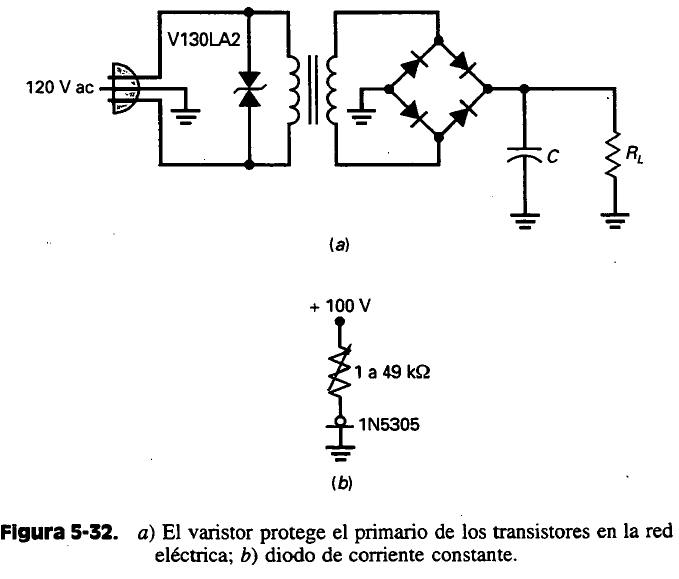 V130LA2
120 V ac
C
R_L
(a)
+ 100 V
1 a 49 kΩ
1N5305
(b)
Figura 5-32. a) El varistor protege el primario de los transistores en la red
eléctrica; b) diodo de corriente constante.